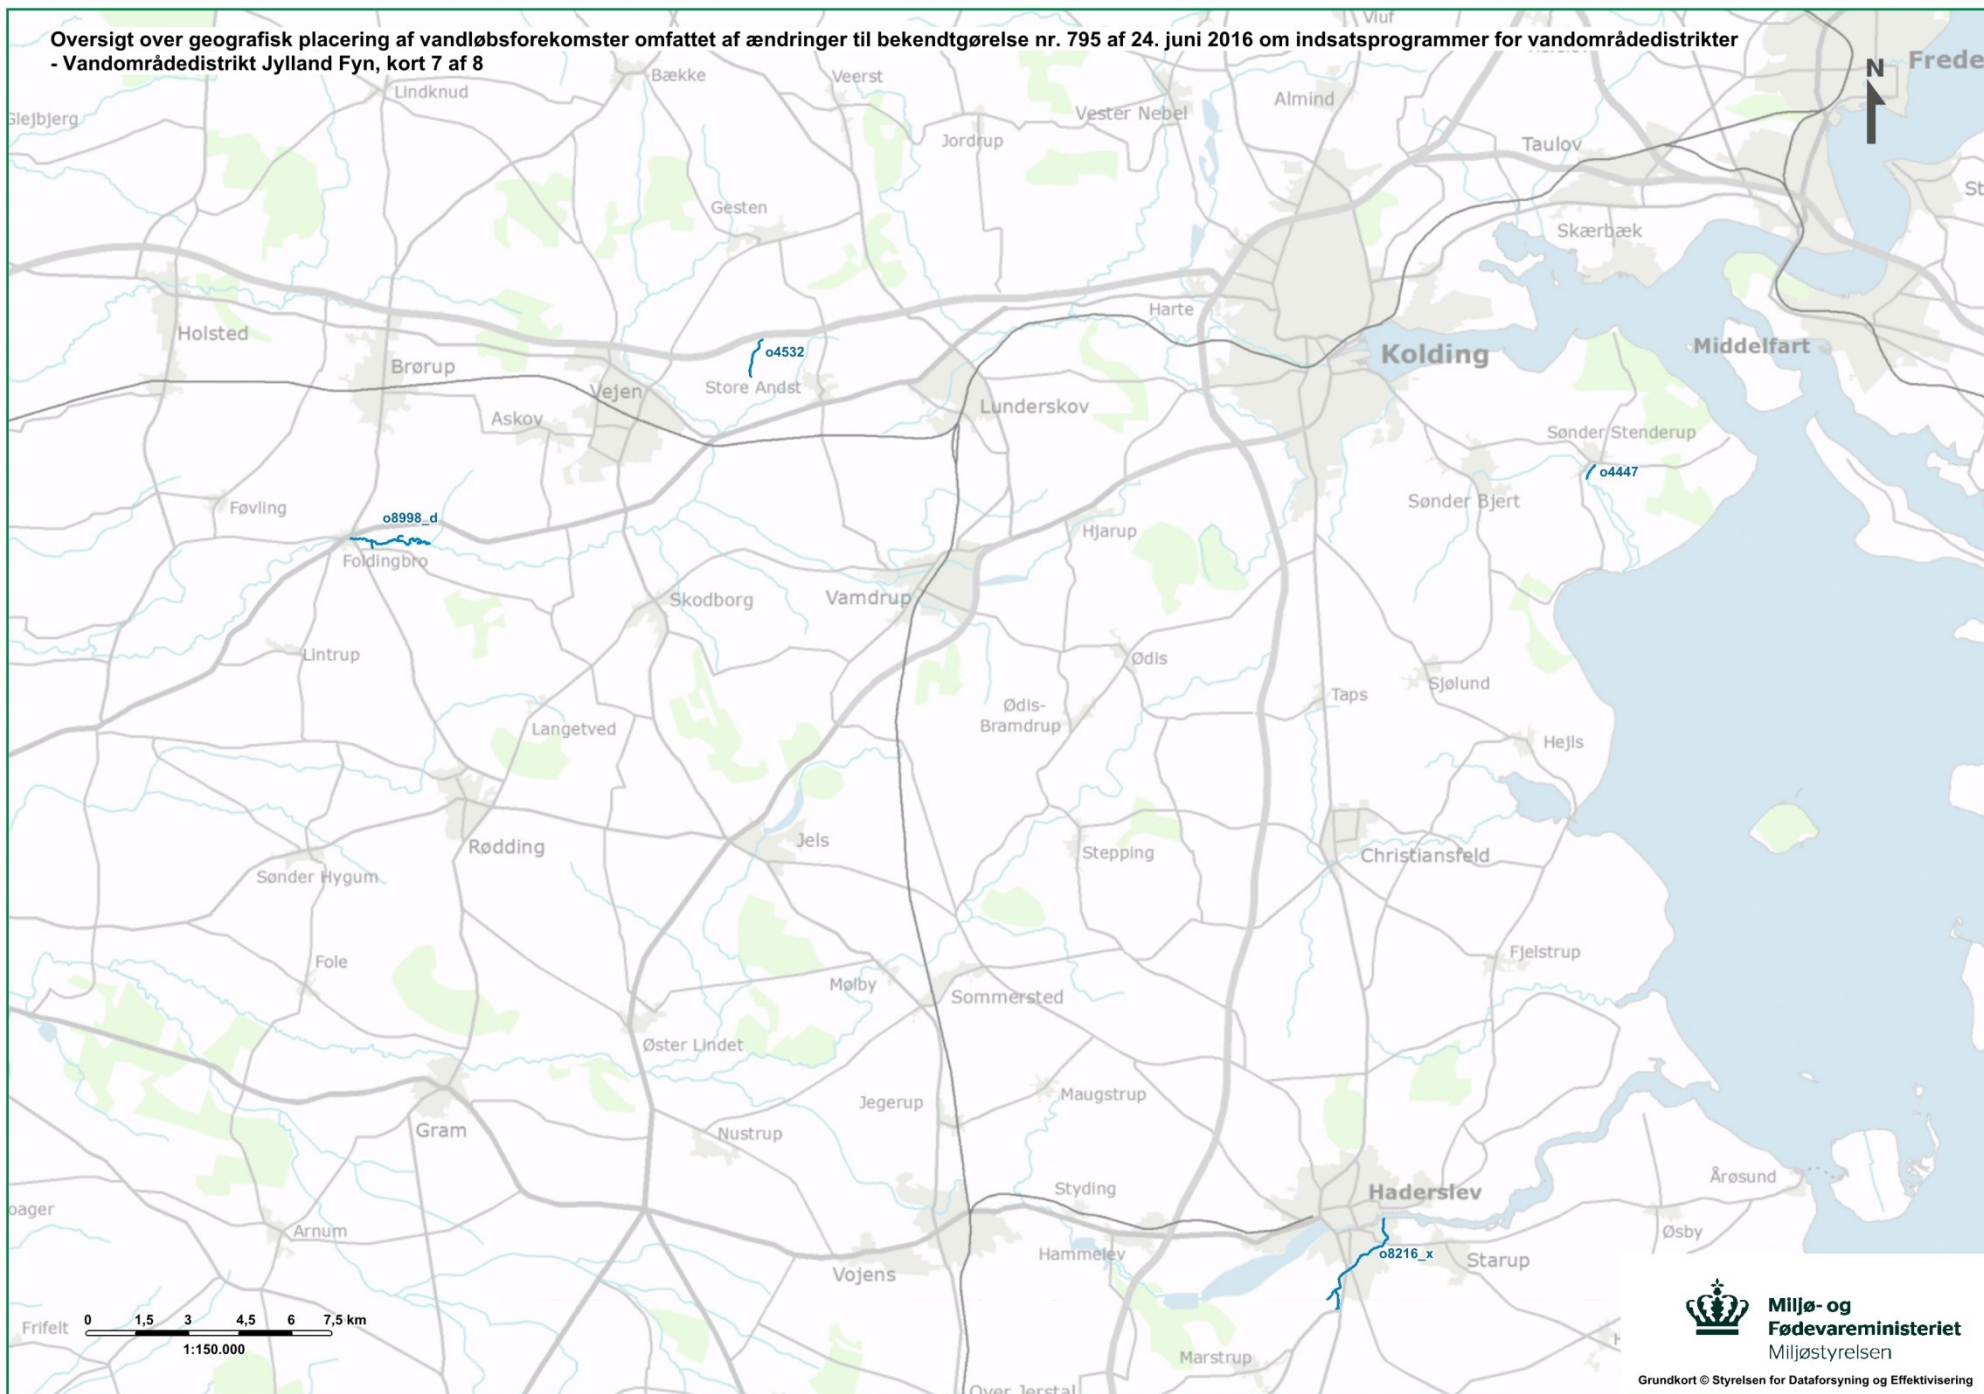 Oversigt over geografisk placering af vandløbsforekomster omfattet af ændringer til bekendtgørelse nr. 795 af 24. juni 2016 om indsatsprogrammer for vandområdedistrikter
- Vandområdedistrikt Jylland Fyn, kort 7 af 8
N
Bække
Veerst
Lindknud
Almind
Vester Nebel
Jordrup
Taulov
Gesten
Skærbæk
Harte
Holsted
Middelfart
o4532
Kolding
Brørup
Store Andst
Vejen
Lunderskov
Askov
Sønder Stenderup
o4447
Sønder Bjert
Føvling
o8998_d
Hjarup
Foldingbro
Vamdrup
Skodborg
Lintrup
Ødis
Sjølund
Taps
Ødis-
Bramdrup
Langetved
Hejls
Jels
Rødding
Stepping
Christiansfeld
Sønder Hygum
Fjelstrup
Fole
Mølby
Sommersted
Øster Lindet
Maugstrup
Jegerup
Gram
Nustrup
Årøsund
Styding
Haderslev
Arnum
Øsby
Hammelev
o8216_x
Starup
Vojens
0 1,5 3 4,5 6 7,5 km
1:150.000
Frifelt
Marstrup
Miljø- og
Fødevareministeriet
Miljøstyrelsen
Grundkort © Styrelsen for Dataforsyning og Effektivisering